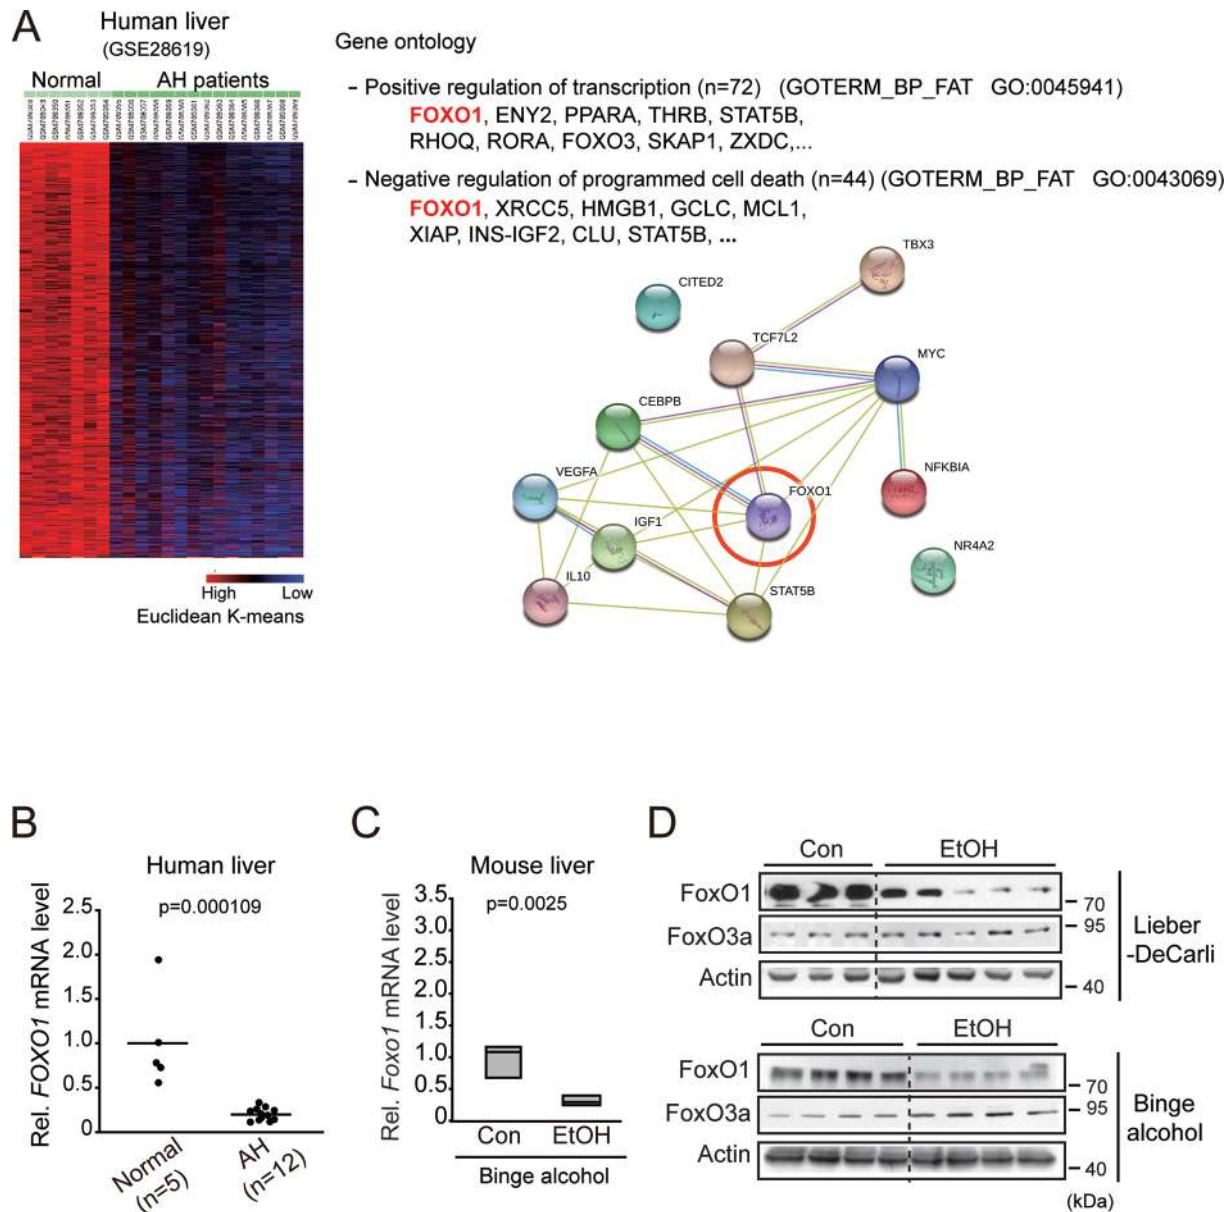 A
Human liver
(GSE28619)
Normal
AH patients
High
Low
Euclidean K-means
Gene ontology
– Positive regulation of transcription (n=72) (GOTERM_BP_FAT GO:0045941)
FOXO1, ENY2, PPARA, THRB, STAT5B,
RHOQ, RORA, FOXO3, SKAP1, ZXDC,...
– Negative regulation of programmed cell death (n=44) (GOTERM_BP_FAT GO:0043069)
FOXO1, XRCC5, HMGB1, GCLC, MCL1,
XIAP, INS-IGF2, CLU, STAT5B, ...
TBX3
CITED2
TCF7L2
MYC
CEBPB
VEGFA
NFKBIA
FOXO1
IGF1
NR4A2
IL10
STAT5B
B
Human liver
p=0.000109
Rel. FOXO1 mRNA level
2.5
2.0
1.5
1.0
0.5
0
Normal
(n=5)
AH
(n=12)
C
Mouse liver
p=0.0025
Rel. Foxo1 mRNA level
3.5
3.0
2.5
2.0
1.5
1.0
0.5
0
Con
EtOH
Binge alcohol
D
Con
EtOH
FoxO1
70
FoxO3a
95
Actin
40
Lieber
-DeCarli
Con
EtOH
FoxO1
70
FoxO3a
95
Actin
40
Binge
alcohol
(kDa)